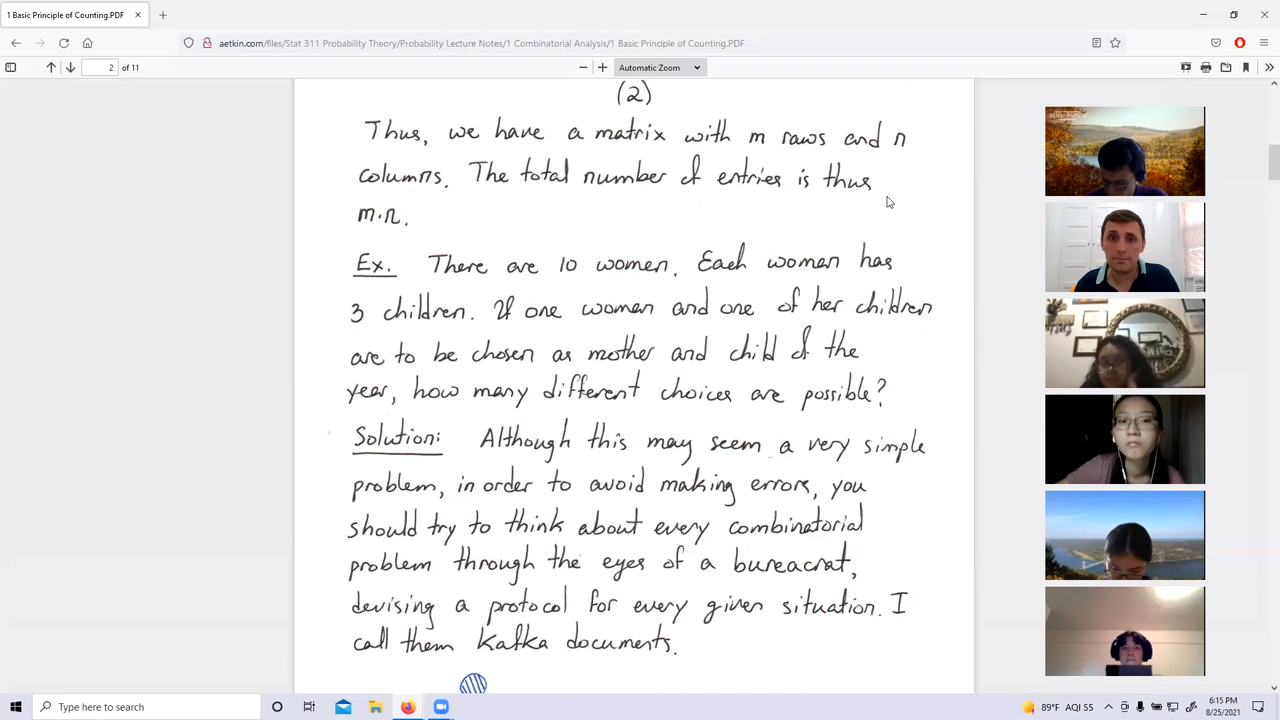 1 Basic Principle of Counting.PDF
aetkin.com/files/Stat 311 Probability Theory/Probability Lecture Notes/1 Combinatorial Analysis/1 Basic Principle of Counting.PDF
2 of 11
Automatic Zoom
(2)
Thus, we have a matrix with m raws and n
columns. The total number of entries is thus
m·n.
Ex. There are 10 women. Each woman has
3 children. If one woman and one of her children
are to be chosen as mother and child of the
year, how many different choices are possible?
Solution: Although this may seem a very simple
problem, in order to avoid making errors, you
should try to think about every combinatorial
problem through the eyes of a bureacrat,
devising a protocol for every given situation. I
call them Kafka documents.
Type here to search
89°F AQI 55
6:15 PM
8/25/2021